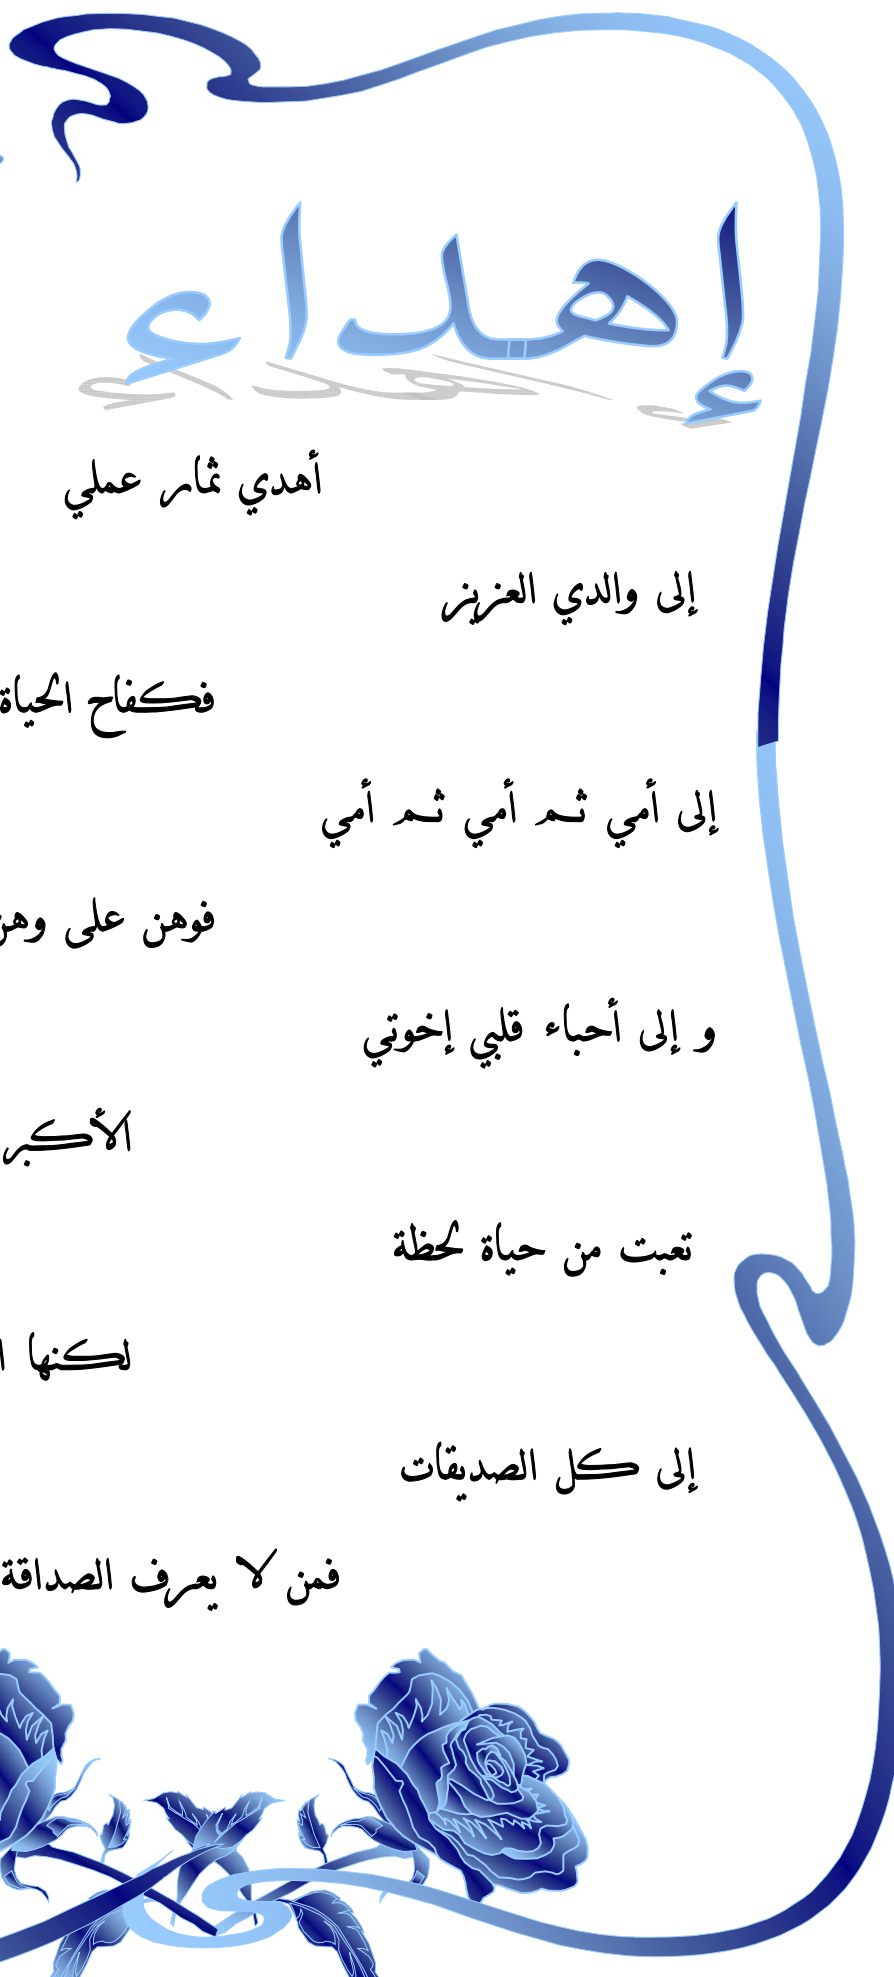 إهداء
أهدي ثمار عملي
إلى والدي العزيز
فكفاح الحياة
إلى أمي ثم أمي ثم أمي
فوهن على وهن
و إلى أحباء قلبي إخوتي
الأكبر
تعبت من حياة لحظة
لكنها
إلى كل الصديقات
فمن لا يعرف الصداقة